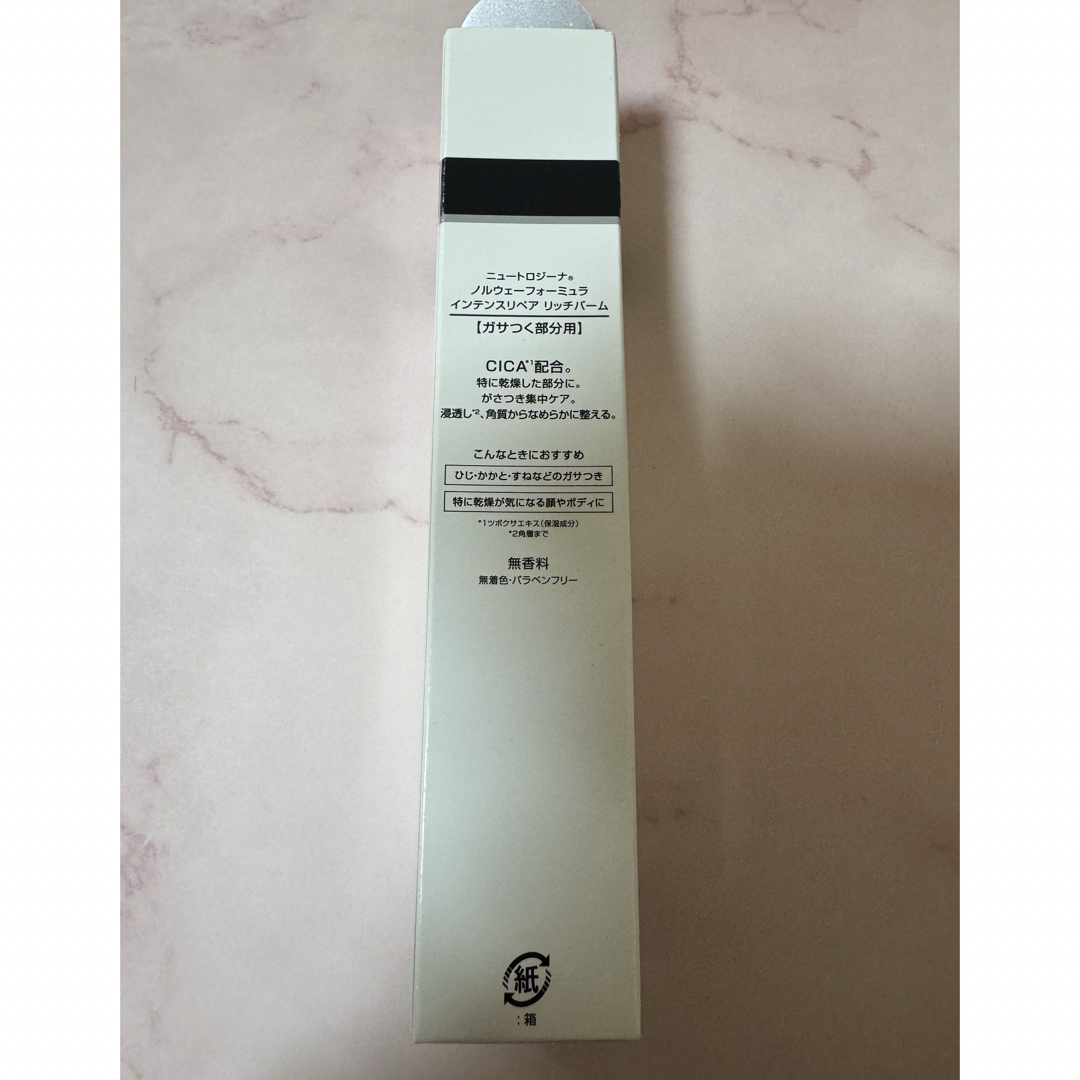 ニュートロジーナ®
ノルウェーフォーミュラ
インテンスリペア リッチバーム
【ガサつく部分用】
CICA*1配合。
特に乾燥した部分に。
がさつき集中ケア。
浸透し*2、角質からなめらかに整える。
こんなときにおすすめ
ひじ・かかと・すねなどのガサつき
特に乾燥が気になる顔やボディに
*1ツボクサエキス（保湿成分）
*2角層まで
無香料
無着色・パラベンフリー
紙
：箱